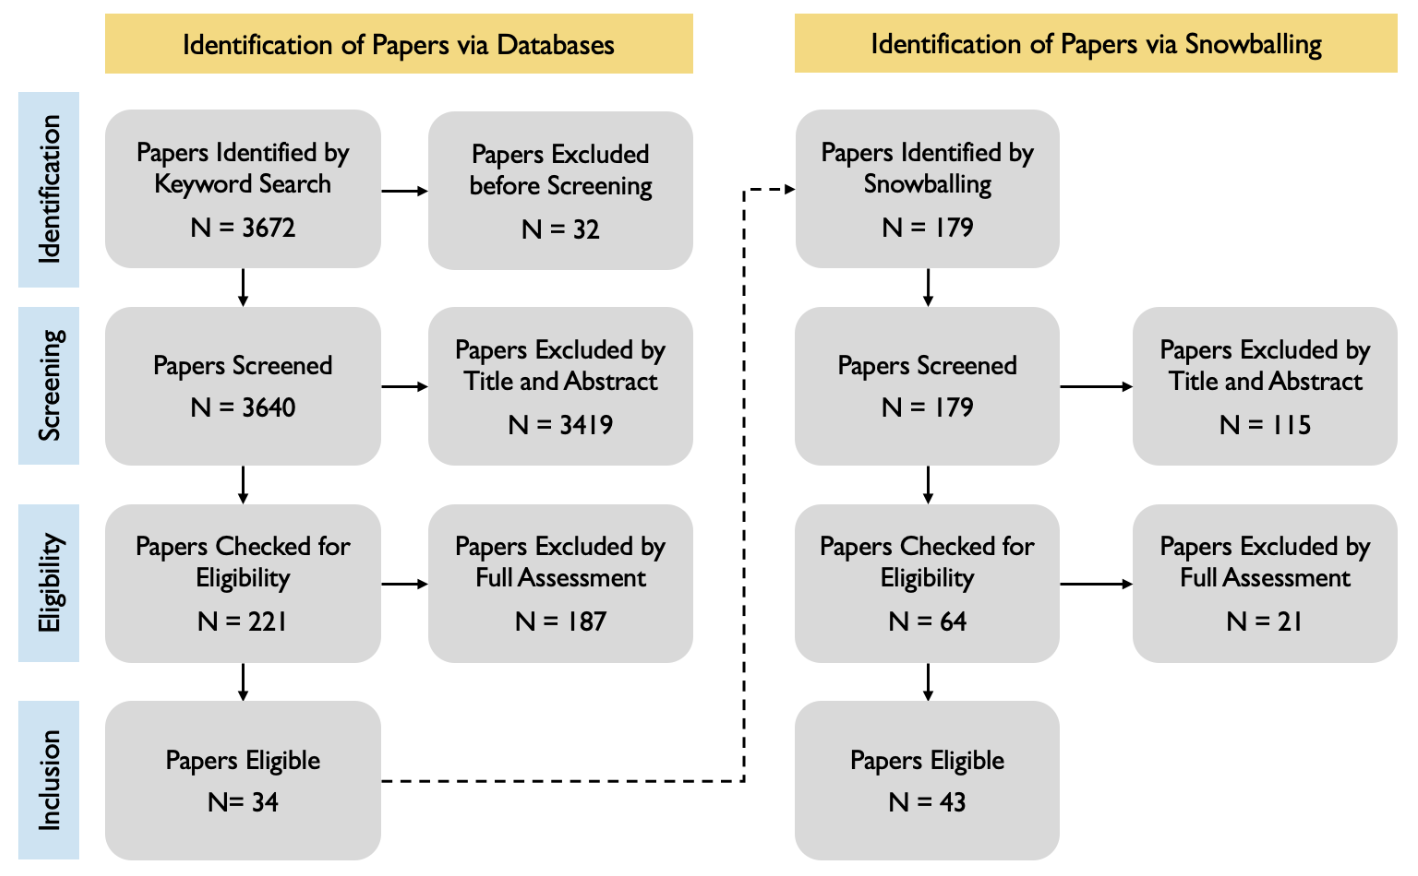 Identification of Papers via Databases
Identification of Papers via Snowballing
Identification
Papers Identified by
Keyword Search
N = 3672
Papers Excluded
before Screening
N = 32
Papers Identified by
Snowballing
N = 179
Screening
Papers Screened
N = 3640
Papers Excluded by
Title and Abstract
N = 3419
Papers Screened
N = 179
Papers Excluded by
Title and Abstract
N = 115
Eligibility
Papers Checked for
Eligibility
N = 221
Papers Excluded by
Full Assessment
N = 187
Papers Checked for
Eligibility
N = 64
Papers Excluded by
Full Assessment
N = 21
Inclusion
Papers Eligible
N= 34
Papers Eligible
N = 43